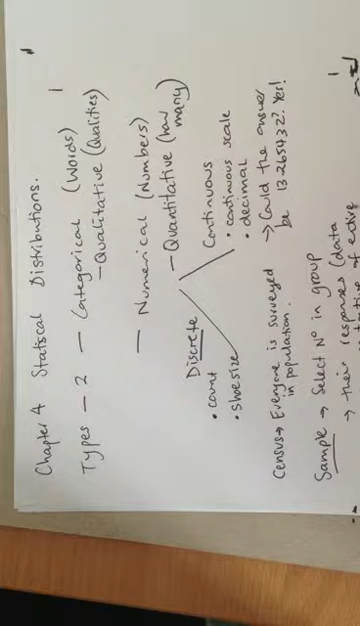 Chapter 4 Statiscal Distributions.
Types – 2 – Categorical (Words)
– Qualitative (Qualities)
– Numerical (Numbers)
– Quantitative (how many)
Discrete
• count
• shoe size
Continuous
• continuous scale
• decimal
→ Could the answer
be 13.265432? Yes!
Census → Everyone is surveyed
in population.
Sample → Select Nº in group
→ their responses (data